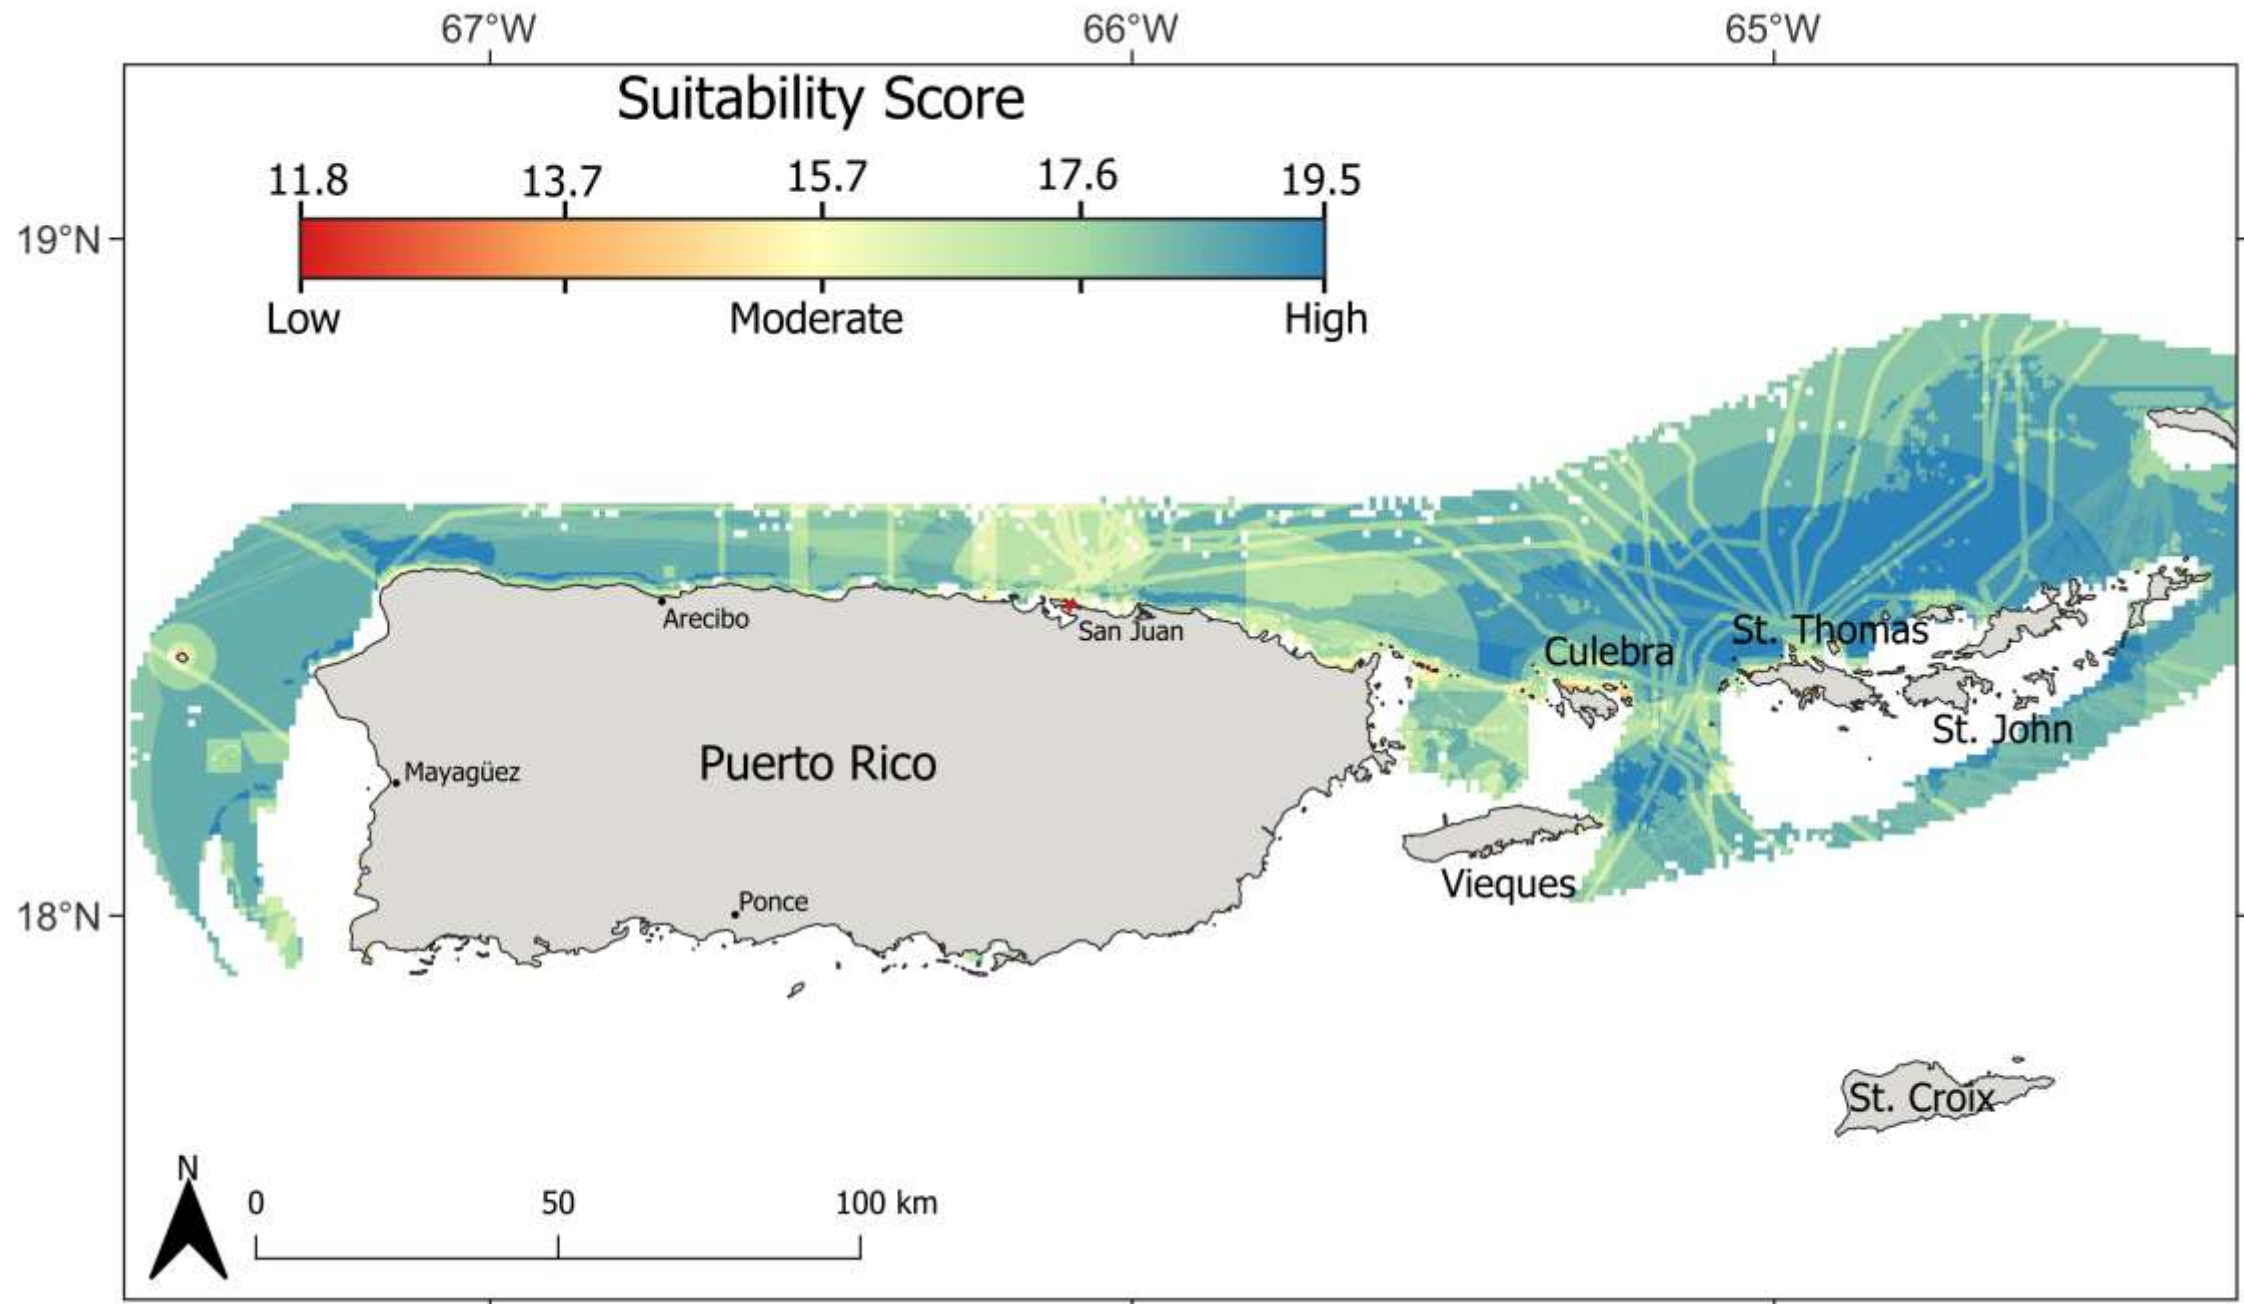 67°W 66°W 65°W
Suitability Score
11.8 13.7 15.7 17.6 19.5
19°N
Low Moderate High
Arecibo
San Juan
St. Thomas
Culebra
St. John
Puerto Rico
Mayagüez
Vieques
Ponce
18°N
St. Croix
N
0 50 100 km